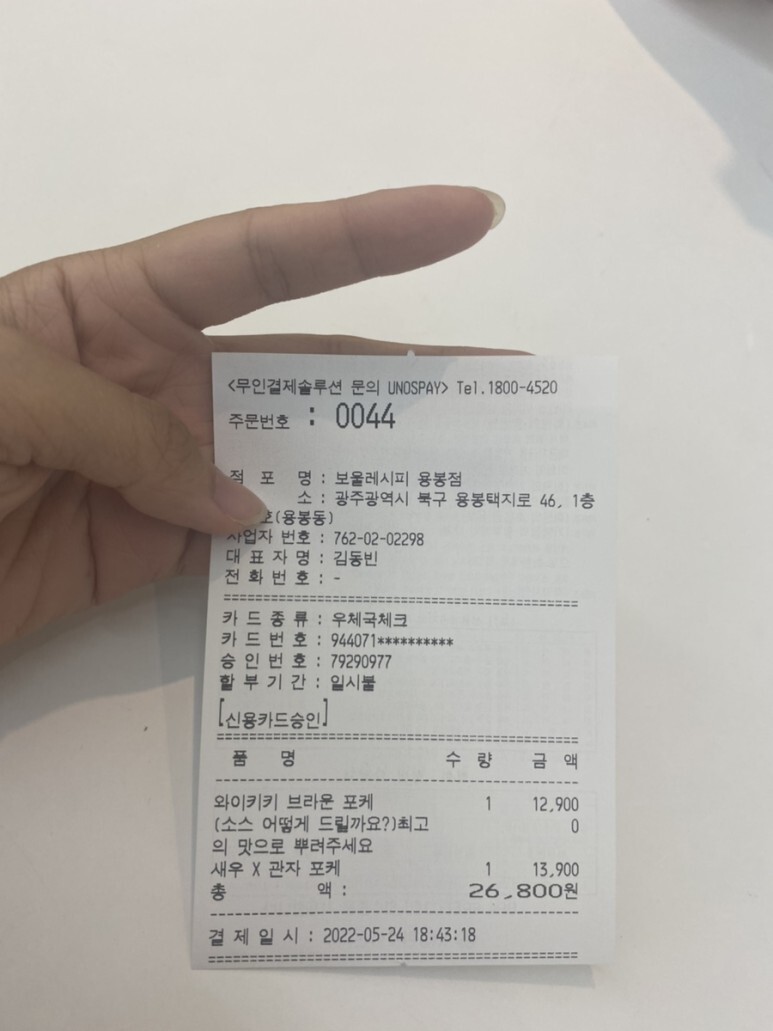 <무인결제솔루션 문의 UNOSPAY> Tel.1800-4520
주문번호 : 0044
점 포 명 : 보울레시피 용봉점
소 : 광주광역시 북구 용봉택지로 46, 1층
호(용봉동)
사업자 번호 : 762-02-02298
대 표 자 명 : 김동빈
전 화 번 호 : -
카 드 종 류 : 우체국체크
카 드 번 호 : 944071**********
승 인 번 호 : 79290977
할 부 기 간 : 일시불
[신용카드승인]
품 명 수 량 금 액
와이키키 브라운 포케 1 12,900
(소스 어떻게 드릴까요?)최고 0
의 맛으로 뿌려주세요
새우 X 관자 포케 1 13,900
총 액 : 26,800원
결 제 일 시 : 2022-05-24 18:43:18